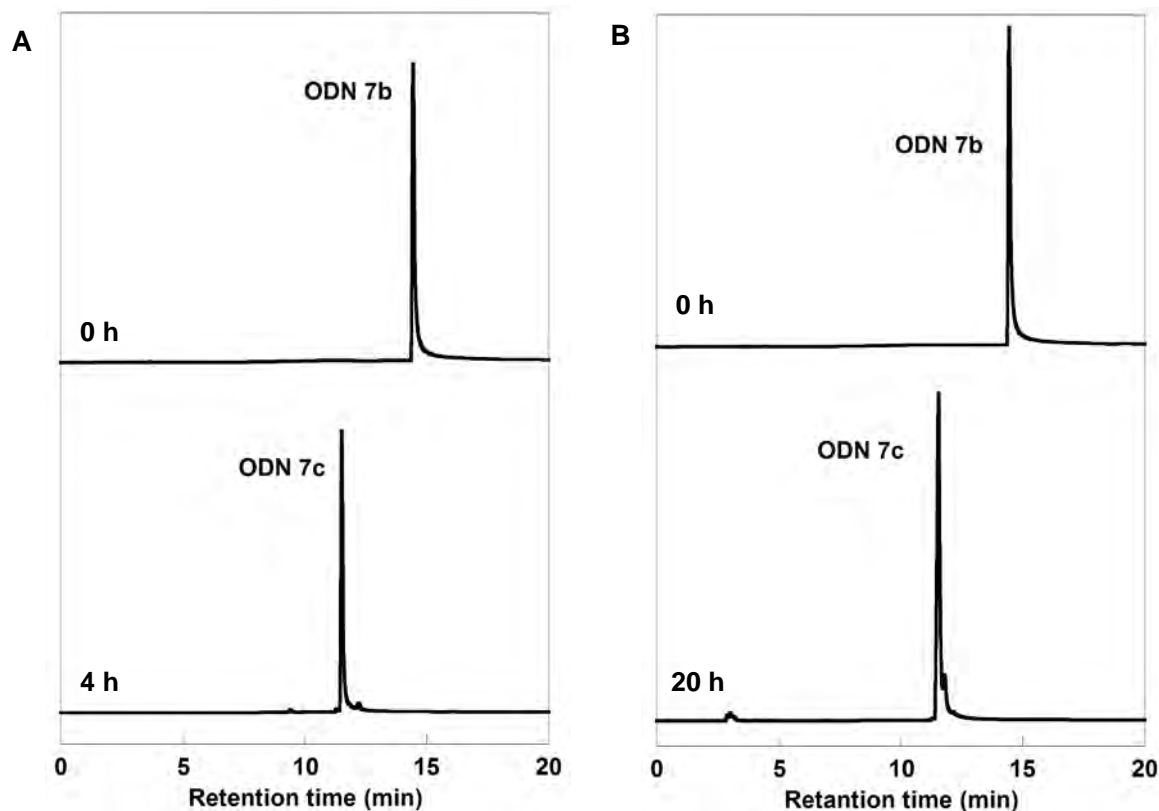 A
ODN 7b
0 h
ODN 7c
4 h
0 5 10 15 20
Retention time (min)
B
ODN 7b
0 h
ODN 7c
20 h
0 5 10 15 20
Retantion time (min)